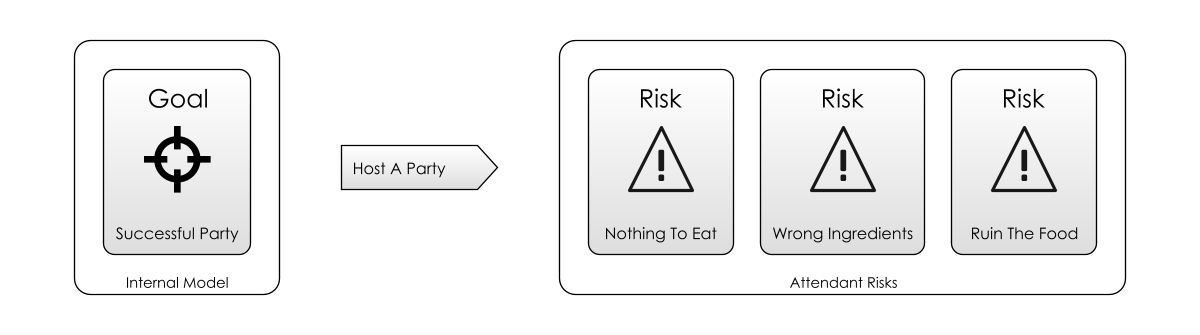 Goal
Successful Party
Internal Model
Host A Party
Risk
Nothing To Eat
Risk
Wrong Ingredients
Risk
Ruin The Food
Attendant Risks